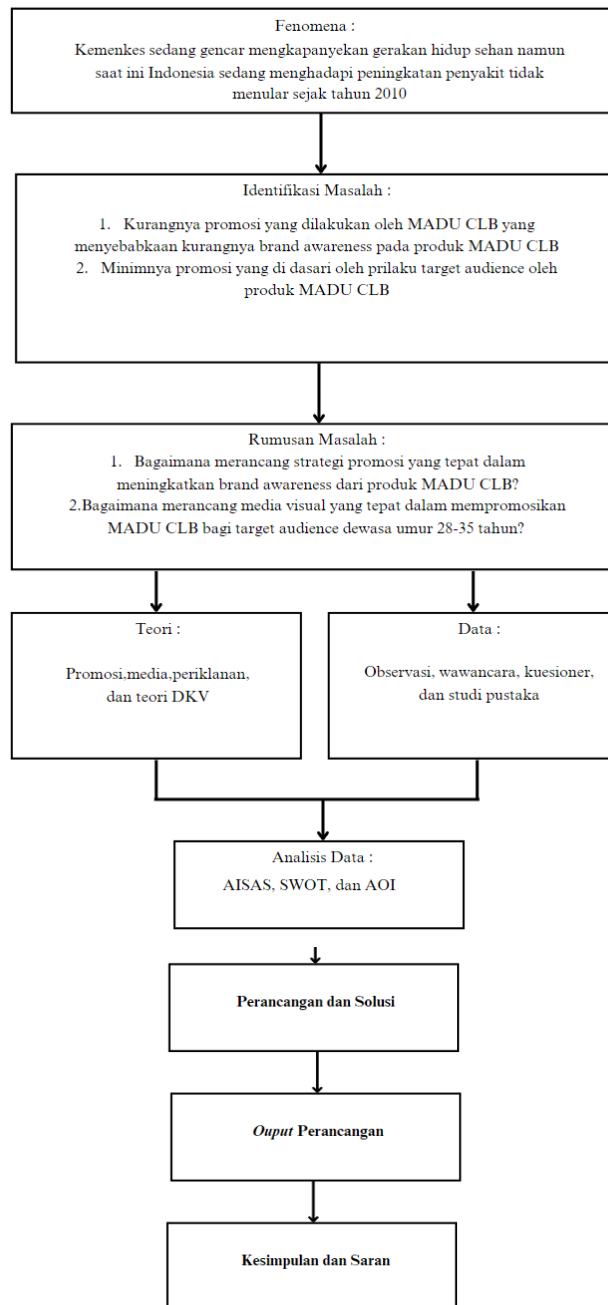 Fenomena :
Kemenkes sedang gencar mengkapanyekan gerakan hidup sehan namun
saat ini Indonesia sedang menghadapi peningkatan penyakit tidak
menular sejak tahun 2010
Identifikasi Masalah :
1. Kurangnya promosi yang dilakukan oleh MADU CLB yang
menyebabkaan kurangnya brand awareness pada produk MADU CLB
2. Minimnya promosi yang di dasari oleh prilaku target audience oleh
produk MADU CLB
Rumusan Masalah :
1. Bagaimana merancang strategi promosi yang tepat dalam
meningkatkan brand awareness dari produk MADU CLB?
2.Bagaimana merancang media visual yang tepat dalam mempromosikan
MADU CLB bagi target audience dewasa umur 28-35 tahun?
Teori :
Promosi,media,periklanan,
dan teori DKV
Data :
Observasi, wawancara, kuesioner,
dan studi pustaka
Analisis Data :
AISAS, SWOT, dan AOI
Perancangan dan Solusi
Ouput Perancangan
Kesimpulan dan Saran